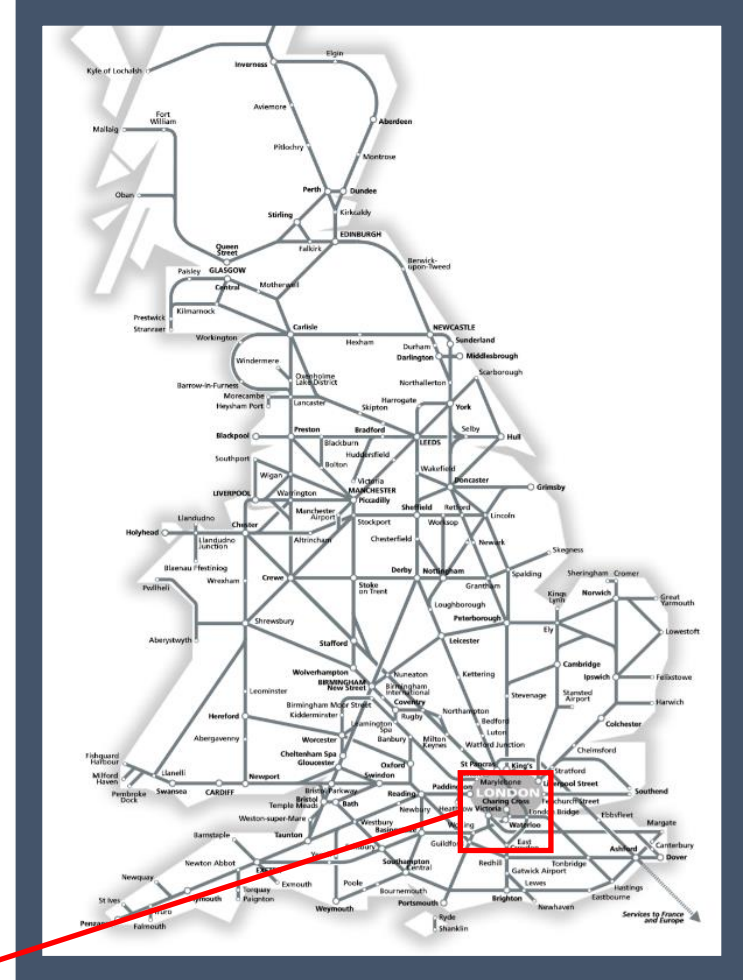 Elgin
Inverness
Kyle of Lochalsh
Aviemore
Aberdeen
Fort
William
Mallaig
Pitlochry
Montrose
Perth
Dundee
Oban
Stirling
Kirkcaldy
EDINBURGH
Falkirk
Queen
Street
Berwick-
upon-Tweed
Paisley
GLASGOW
Central
Motherwell
Prestwick
Kilmarnock
Stranraer
Carlisle
NEWCASTLE
Workington
Hexham
Sunderland
Durham
Darlington
Middlesbrough
Windermere
Scarborough
Oxenholme
Lake District
Northallerton
Barrow-in-Furness
Morecambe
Heysham Port
Lancaster
Harrogate
York
Skipton
Blackpool
Preston
Bradford
LEEDS
Selby
Hull
Blackburn
Huddersfield
Southport
Bolton
Wakefield
Wigan
Victoria
Doncaster
LIVERPOOL
Warrington
MANCHESTER
Piccadilly
Grimsby
Manchester
Airport
Sheffield
Retford
Lincoln
Llandudno
Stockport
Worksop
Holyhead
Chester
Llandudno
Junction
Altrincham
Chesterfield
Newark
Skegness
Blaenau Ffestiniog
Derby
Nottingham
Spalding
Sheringham
Cromer
Pwllheli
Wrexham
Crewe
Stoke
on Trent
Grantham
Kings
Lynn
Norwich
Great
Yarmouth
Loughborough
Peterborough
Shrewsbury
Ely
Lowestoft
Aberystwyth
Stafford
Leicester
Cambridge
Wolverhampton
Nuneaton
Kettering
Ipswich
Felixstowe
BIRMINGHAM
New Street
Birmingham
International
Leominster
Stevenage
Stansted
Airport
Coventry
Harwich
Birmingham Moor Street
Kidderminster
Rugby
Northampton
Hereford
Leamington
Spa
Bedford
Colchester
Abergavenny
Worcester
Banbury
Milton
Keynes
Luton
Watford Junction
Chelmsford
Cheltenham Spa
Gloucester
Oxford
St Pancras
King's
Fishguard
Harbour
Llanelli
Newport
Swindon
Stratford
Milford
Haven
Pembroke
Dock
Swansea
CARDIFF
Bristol Parkway
Bristol
Temple Meads
Bath
Reading
Paddington
Marylebone
Liverpool Street
LONDON
Southend
Newbury
Heathrow
Charing Cross
Fenchurch Street
Weston-super-Mare
Westbury
Victoria
London Bridge
Ebbsfleet
Margate
Barnstaple
Taunton
Basingstoke
Woking
Waterloo
Guildford
East
Croydon
Ashford
Canterbury
Dover
Newton Abbot
Southampton
Central
Redhill
Tonbridge
Gatwick Airport
Newquay
Exmouth
Poole
Lewes
Hastings
Torquay
Paignton
Bournemouth
Eastbourne
St Ives
Truro
Plymouth
Weymouth
Portsmouth
Brighton
Newhaven
Penzance
Falmouth
Ryde
Shanklin
Services to France
and Europe